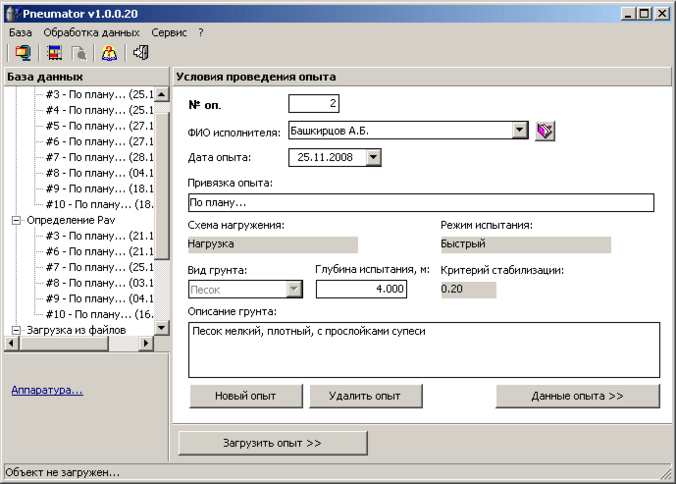 Pneumator v1.0.0.20
База Обработка данных Сервис ?
База данных
#3 - По плану... (25.1
#4 - По плану... (25.1
#5 - По плану... (27.1
#6 - По плану... (27.1
#7 - По плану... (28.1
#8 - По плану... (04.1
#9 - По плану... (18.1
#10 - По плану... (18.
Определение Pav
#3 - По плану... (21.1
#6 - По плану... (21.1
#7 - По плану... (25.1
#8 - По плану... (03.1
#9 - По плану... (04.1
#10 - По плану... (16.
Загрузка из файлов
Аппаратура...
Условия проведения опыта
№ оп. 2
ФИО исполнителя: Башкирцов А.Б.
Дата опыта: 25.11.2008
Привязка опыта:
По плану...
Схема нагружения: Режим испытания:
Нагрузка Быстрый
Вид грунта: Глубина испытания, м: Критерий стабилизации:
Песок 4.000 0.20
Описание грунта:
Песок мелкий, плотный, с прослойками супеси
Новый опыт Удалить опыт Данные опыта >>
Загрузить опыт >>
Объект не загружен...